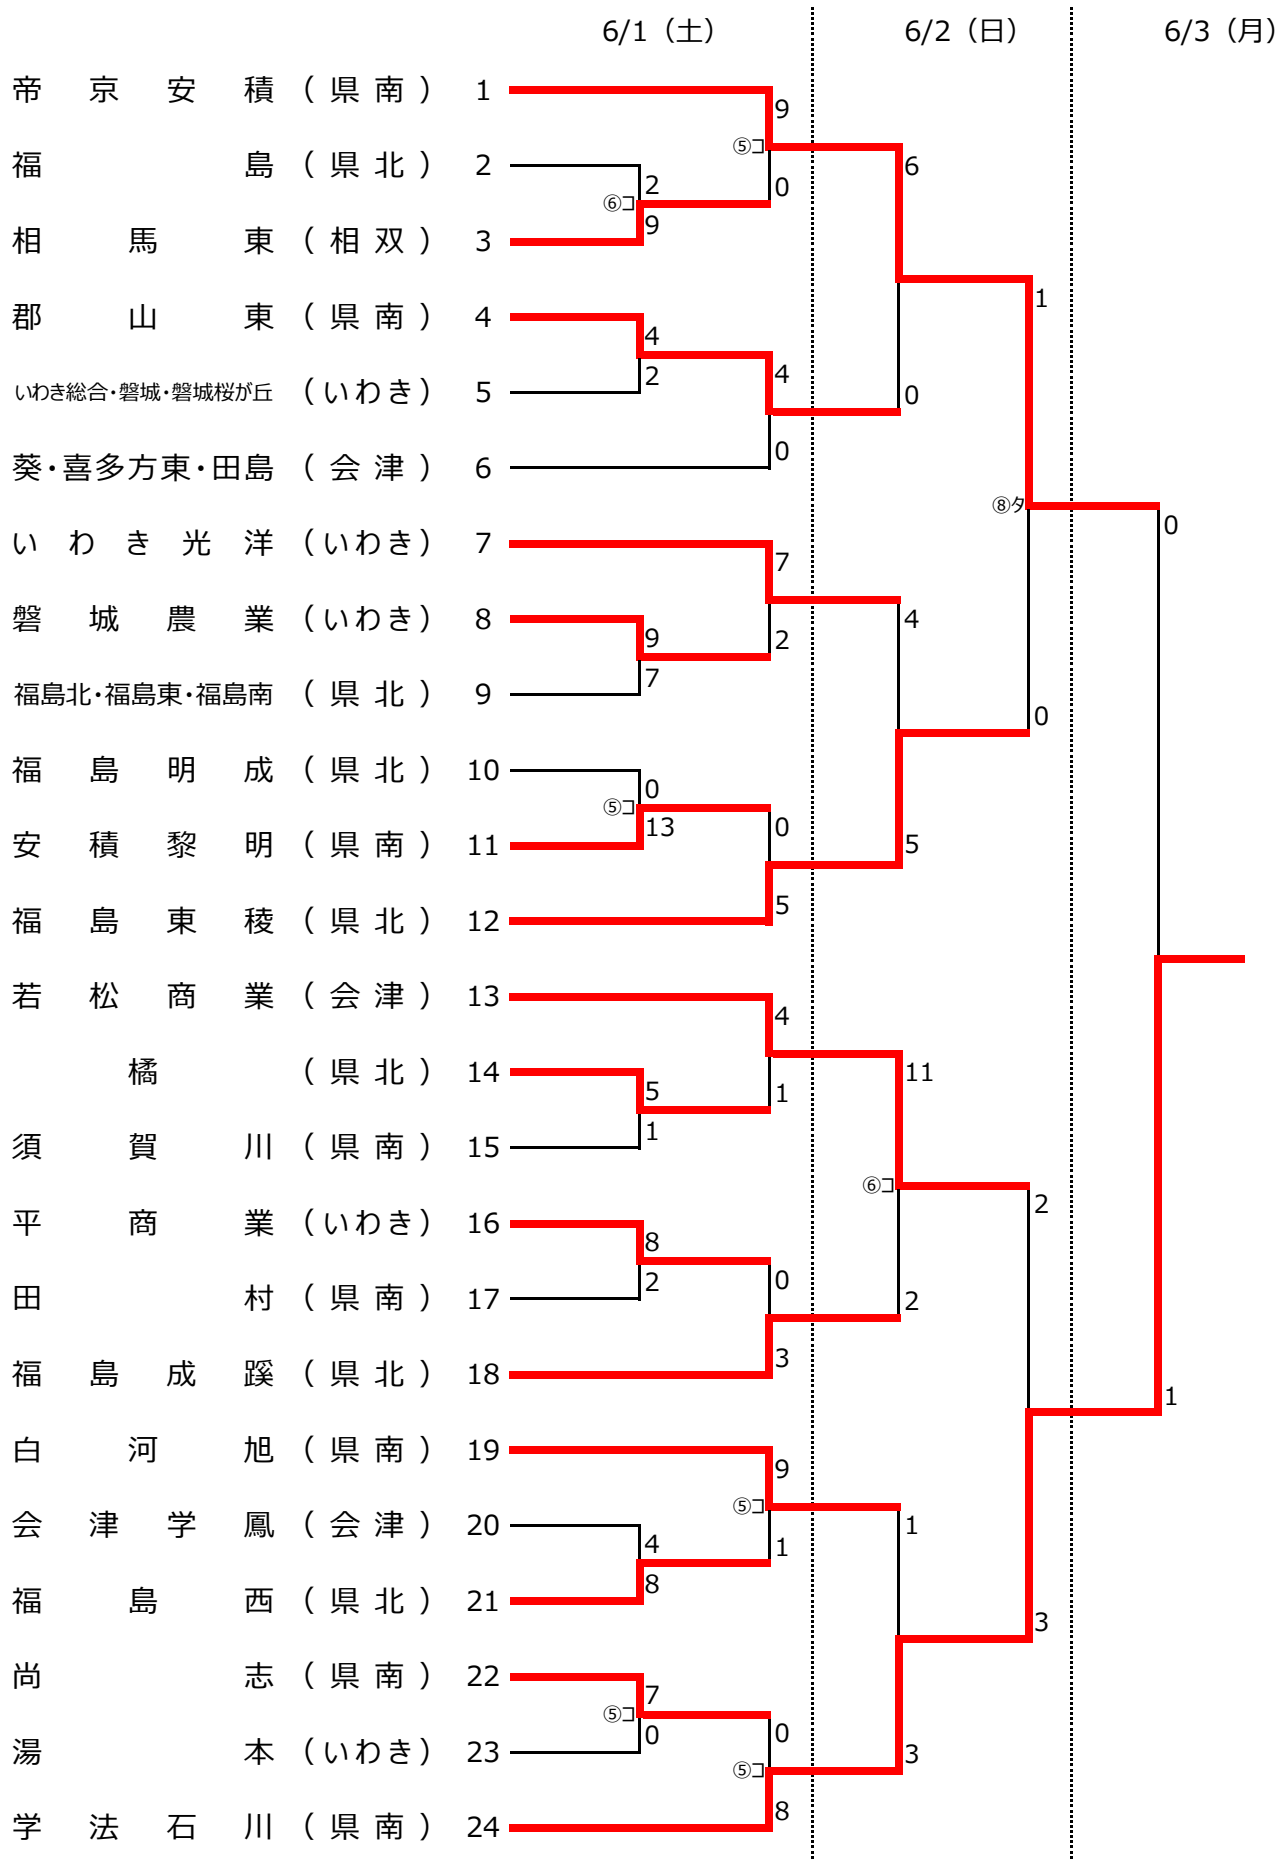 6/1（土） 6/2（日） 6/3（月）
帝京安積（県南） 1
9
⑤コ
6
福島（県北） 2
2
0
⑥コ
9
相馬東（相双） 3
1
郡山東（県南） 4
4
4
2
0
いわき総合・磐城・磐城桜が丘（いわき） 5
0
葵・喜多方東・田島（会津） 6
⑧タ
0
いわき光洋（いわき） 7
7
4
磐城農業（いわき） 8
9
2
7
福島北・福島東・福島南（県北） 9
0
福島明成（県北） 10
0
⑤コ
13
0
5
安積黎明（県南） 11
5
福島東稜（県北） 12
若松商業（会津） 13
4
11
橘（県北） 14
5
1
1
須賀川（県南） 15
⑥コ
2
平商業（いわき） 16
8
0
2
2
田村（県南） 17
3
福島成蹊（県北） 18
1
白河旭（県南） 19
9
⑤コ
1
会津学鳳（会津） 20
4
1
8
福島西（県北） 21
3
尚志（県南） 22
7
⑤コ
0
0
湯本（いわき） 23
3
⑤コ
8
学法石川（県南） 24